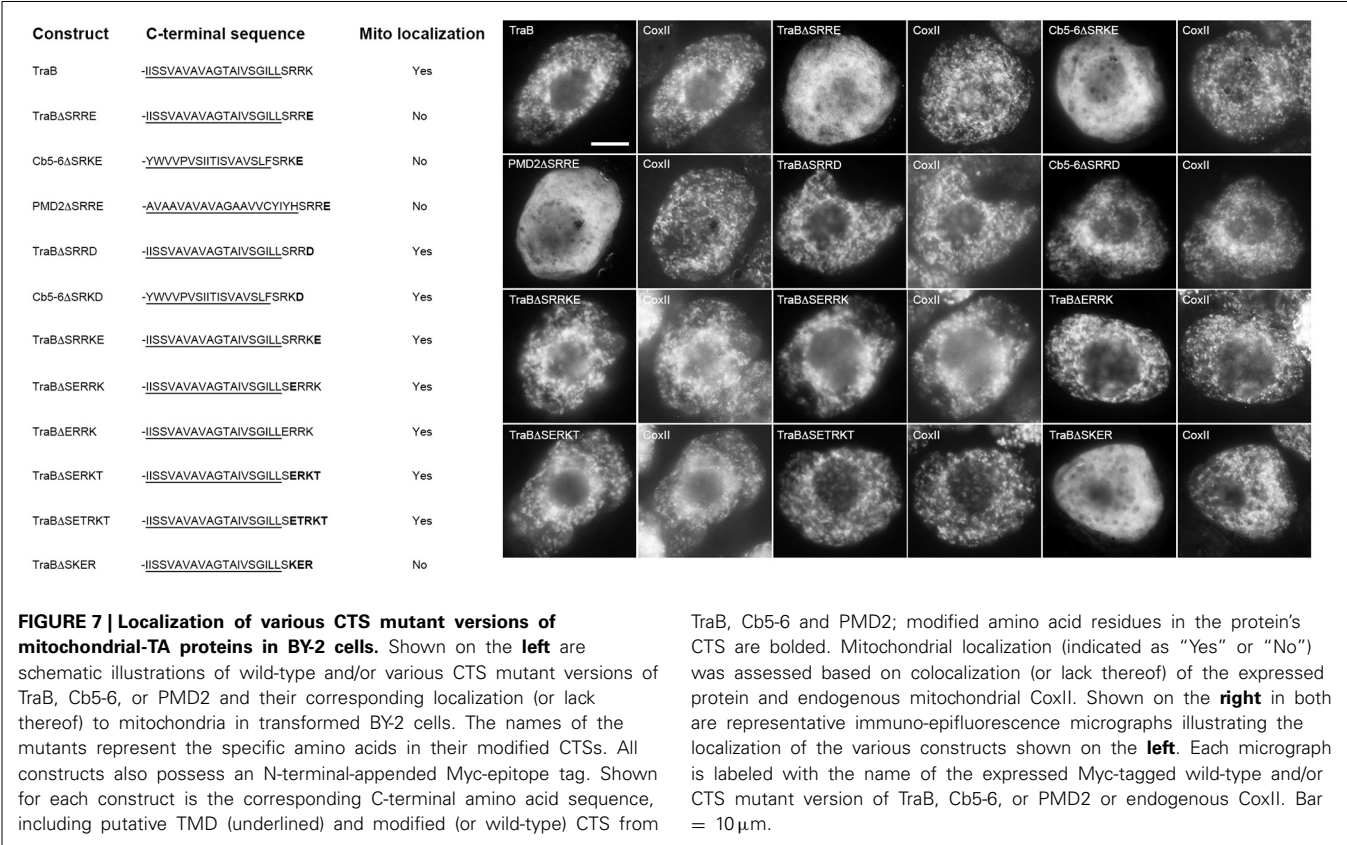 Construct C-terminal sequence Mito localization
TraB -IISSVAVAVAGTAIVSGILLSRRK Yes
TraBΔSRRE -IISSVAVAVAGTAIVSGILLSRRE No
Cb5-6ΔSRKE -YWVVPVSIITISVAVSLFSRKE No
PMD2ΔSRRE -AVAAVAVAVAGAAVVCYIYHSRRE No
TraBΔSRRD -IISSVAVAVAGTAIVSGILLSRRD Yes
Cb5-6ΔSRKD -YWVVPVSIITISVAVSLFSRKD Yes
TraBΔSRRKE -IISSVAVAVAGTAIVSGILLSRRKE Yes
TraBΔSERRK -IISSVAVAVAGTAIVSGILLSERRK Yes
TraBΔERRK -IISSVAVAVAGTAIVSGILLERRK Yes
TraBΔSERKT -IISSVAVAVAGTAIVSGILLSERKT Yes
TraBΔSETRKT -IISSVAVAVAGTAIVSGILLSETRKT Yes
TraBΔSKER -IISSVAVAVAGTAIVSGILLSKER No
TraB CoxII TraBΔSRRE CoxII Cb5-6ΔSRKE CoxII
PMD2ΔSRRE CoxII TraBΔSRRD CoxII Cb5-6ΔSRRD CoxII
TraBΔSRRKE CoxII TraBΔSERRK CoxII TraBΔERRK CoxII
TraBΔSERKT CoxII TraBΔSETRKT CoxII TraBΔSKER CoxII
FIGURE 7 | Localization of various CTS mutant versions of
mitochondrial-TA proteins in BY-2 cells. Shown on the left are
schematic illustrations of wild-type and/or various CTS mutant versions of
TraB, Cb5-6, or PMD2 and their corresponding localization (or lack
thereof) to mitochondria in transformed BY-2 cells. The names of the
mutants represent the specific amino acids in their modified CTSs. All
constructs also possess an N-terminal-appended Myc-epitope tag. Shown
for each construct is the corresponding C-terminal amino acid sequence,
including putative TMD (underlined) and modified (or wild-type) CTS from
TraB, Cb5-6 and PMD2; modified amino acid residues in the protein's
CTS are bolded. Mitochondrial localization (indicated as "Yes" or "No")
was assessed based on colocalization (or lack thereof) of the expressed
protein and endogenous mitochondrial CoxII. Shown on the right in both
are representative immuno-epifluorescence micrographs illustrating the
localization of the various constructs shown on the left. Each micrograph
is labeled with the name of the expressed Myc-tagged wild-type and/or
CTS mutant version of TraB, Cb5-6, or PMD2 or endogenous CoxII. Bar
= 10 μm.